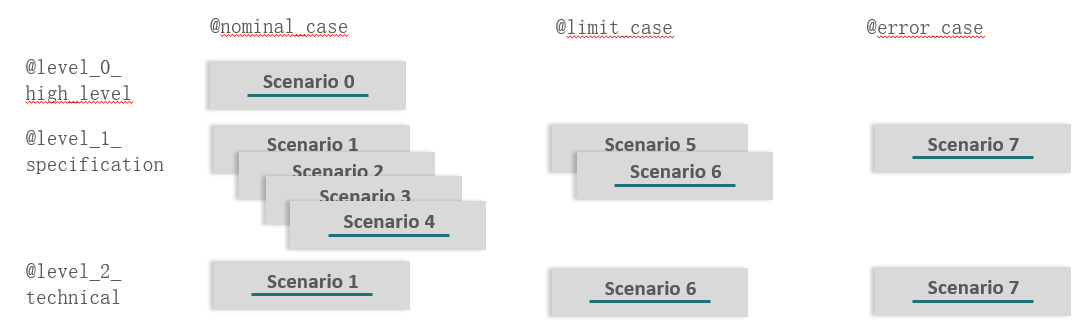 @nominal_case
@limit_case
@error_case
@level_0_
high_level
Scenario 0
@level_1_
specification
Scenario 1
Scenario 2
Scenario 3
Scenario 4
Scenario 5
Scenario 6
Scenario 7
@level_2_
technical
Scenario 1
Scenario 6
Scenario 7